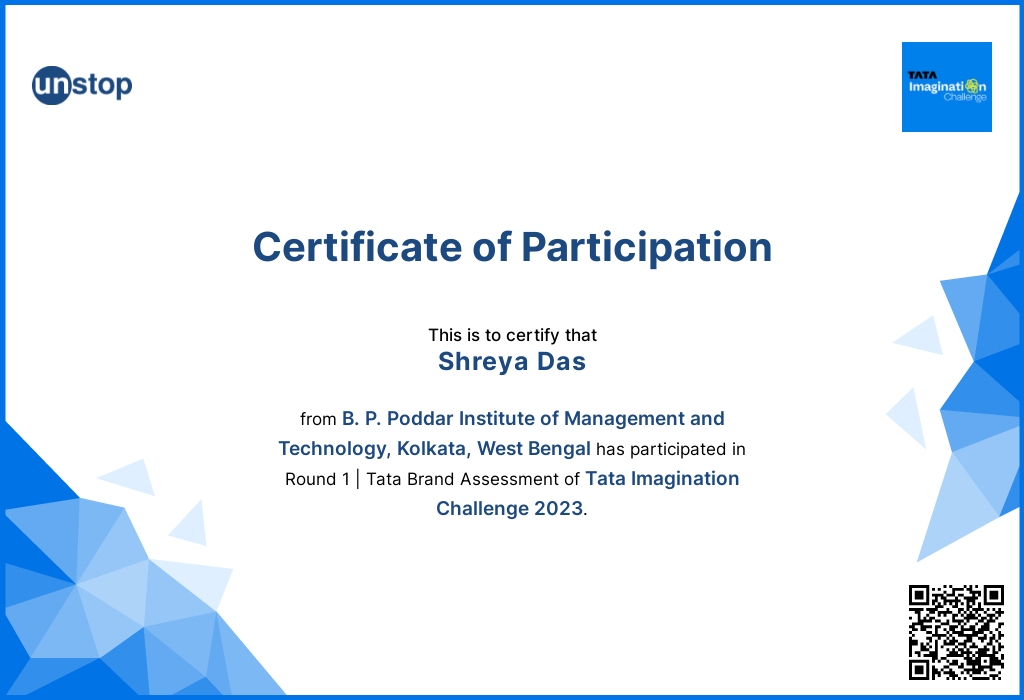 unstop
TATA
Imagination
Challenge
Certificate of Participation
This is to certify that
Shreya Das
from B. P. Poddar Institute of Management and
Technology, Kolkata, West Bengal has participated in
Round 1 | Tata Brand Assessment of Tata Imagination
Challenge 2023.